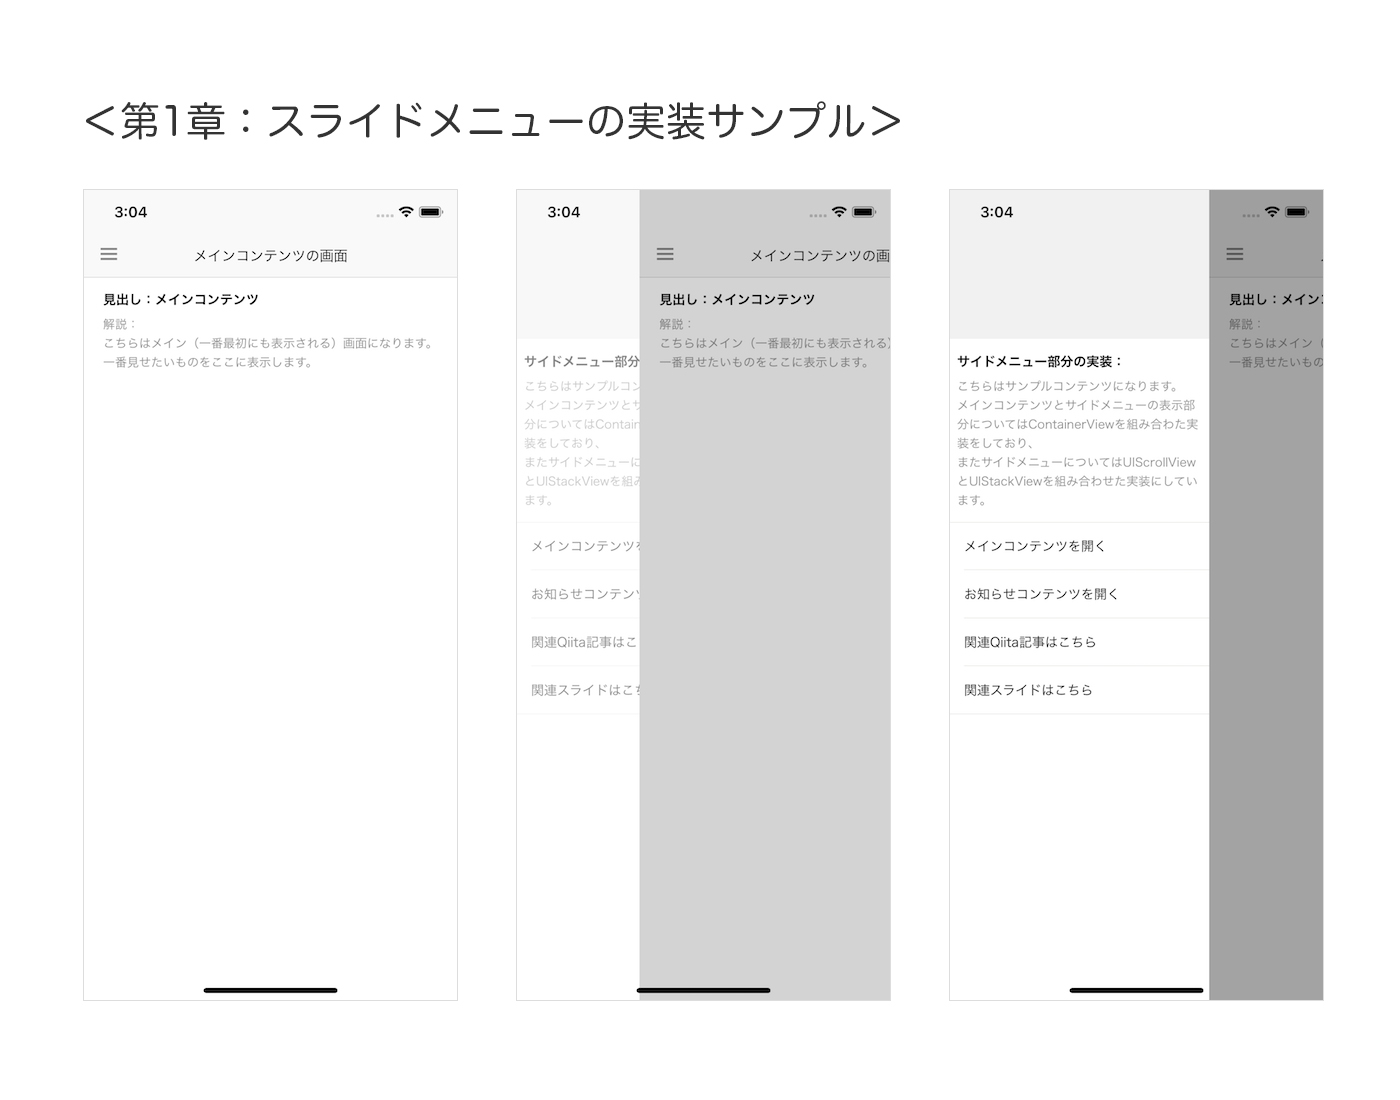 ＜第1章：スライドメニューの実装サンプル＞
3:04
メインコンテンツの画面
見出し：メインコンテンツ
解説：
こちらはメイン（一番最初にも表示される）画面になります。
一番見せたいものをここに表示します。
3:04
メインコンテンツの画
見出し：メインコンテンツ
解説：
こちらはメイン（一番最初にも表示される）
一番見せたいものをここに表示します。
サイドメニュー部分
こちらはサンプルコン
メインコンテンツとサ
分についてはContain
装をしており、
またサイドメニューに
とUIStackViewを組み
ます。
メインコンテンツを
お知らせコンテンツ
関連Qiita記事はこ
関連スライドはこち
3:04
見出し：メインコ
解説：
こちらはメイン（
一番見せたいもの
サイドメニュー部分の実装：
こちらはサンプルコンテンツになります。
メインコンテンツとサイドメニューの表示部
分についてはContainerViewを組み合わた実
装をしており、
またサイドメニューについてはUIScrollView
とUIStackViewを組み合わせた実装にしてい
ます。
メインコンテンツを開く
お知らせコンテンツを開く
関連Qiita記事はこちら
関連スライドはこちら